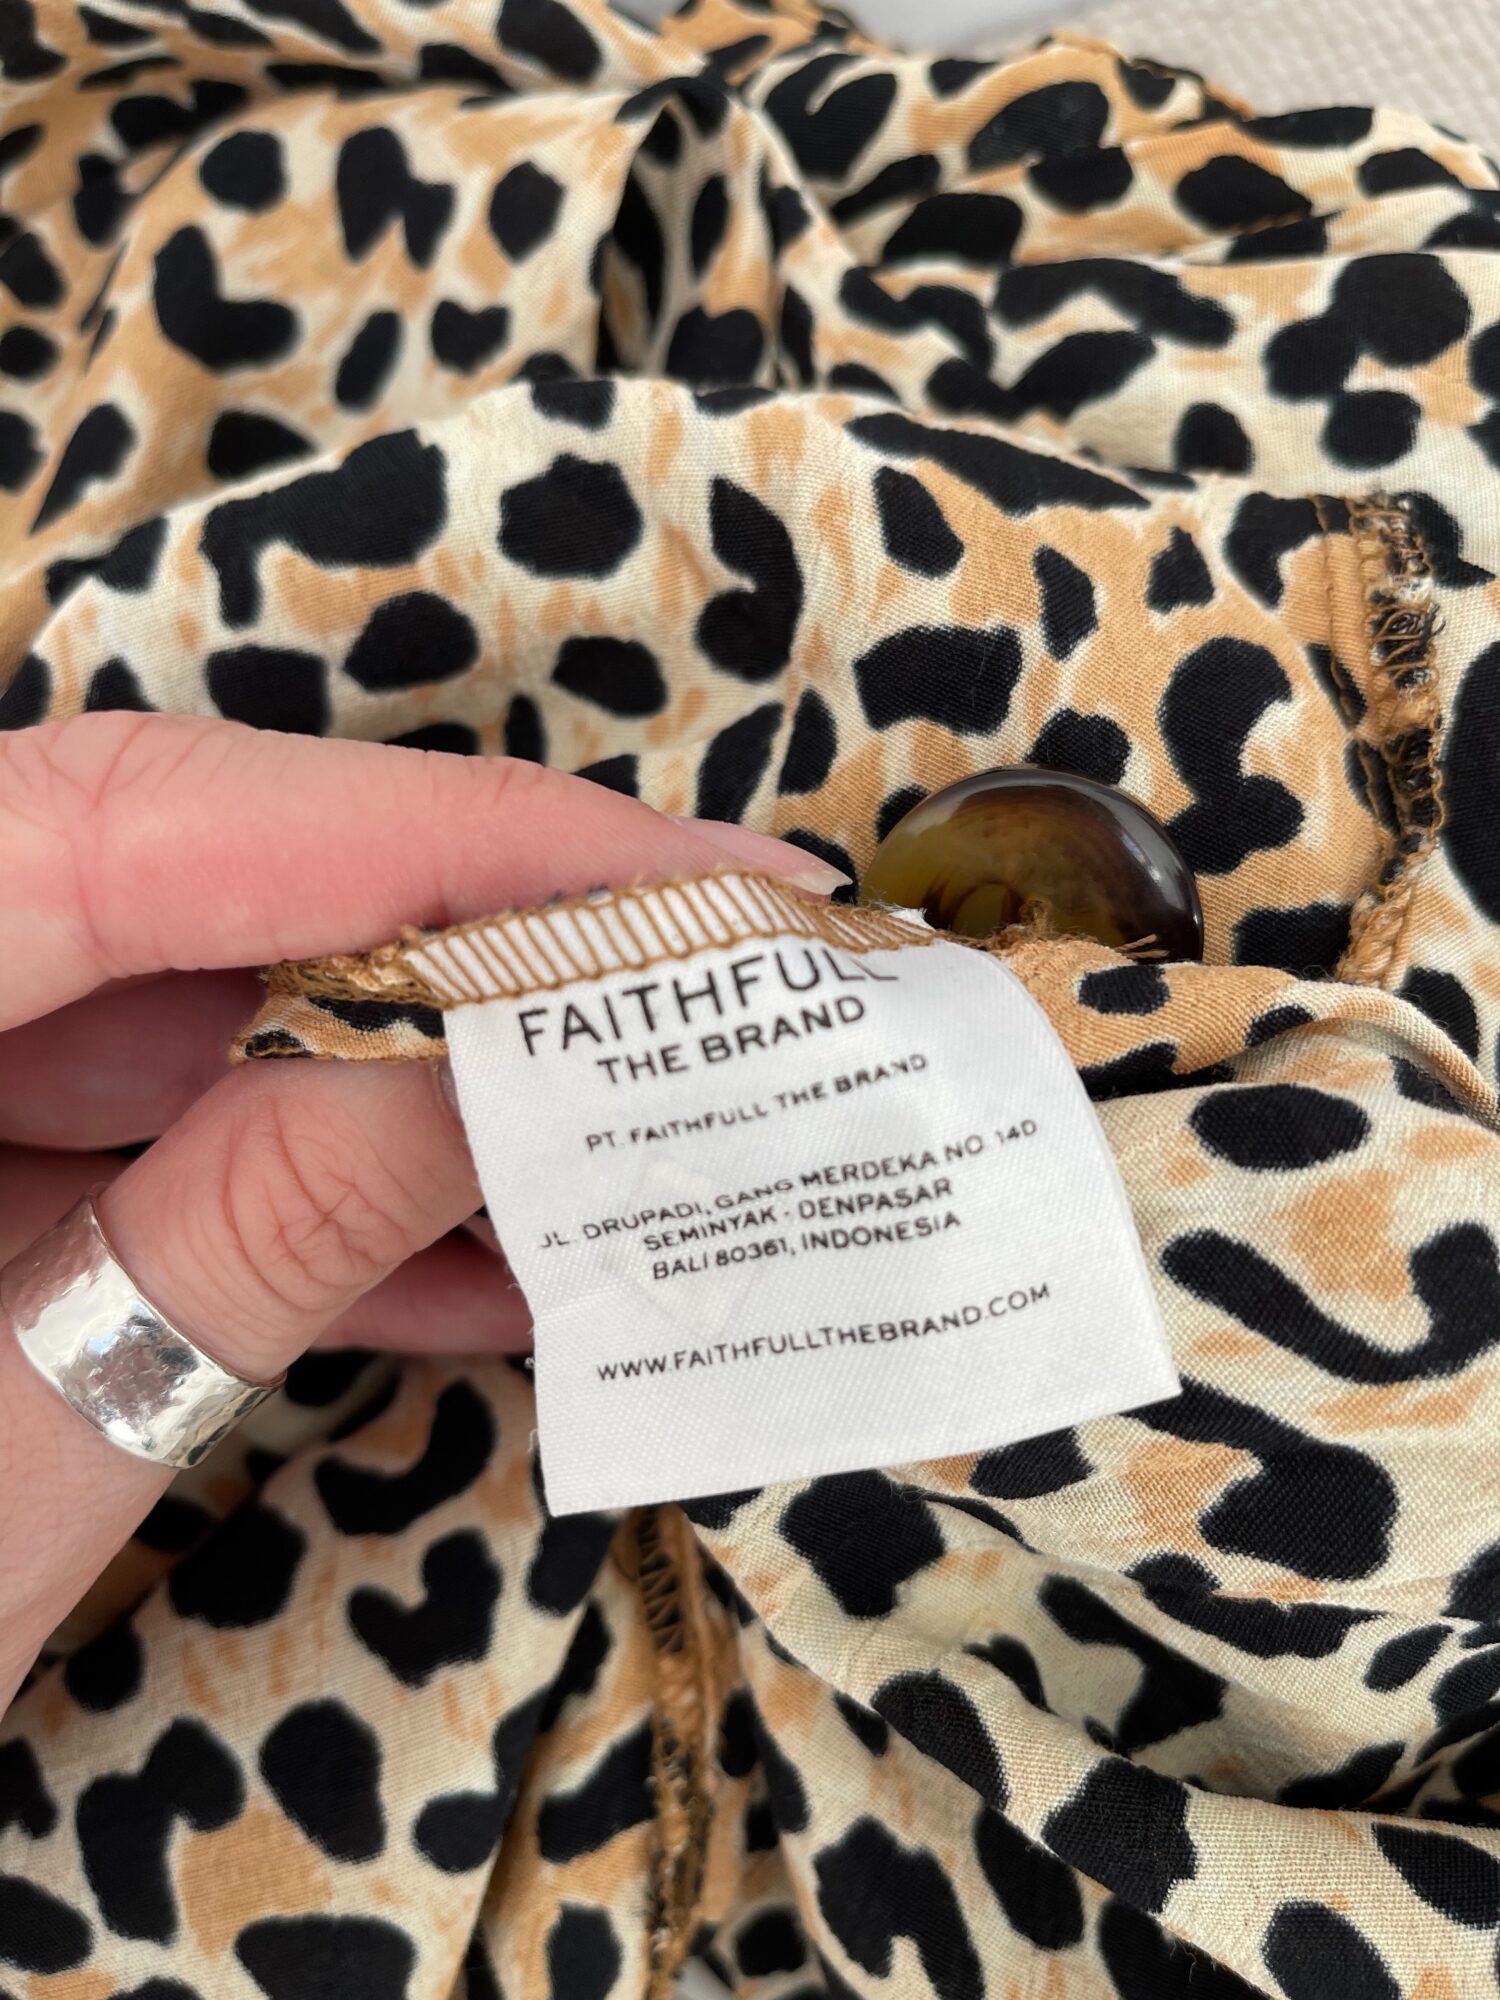 FAITHFULL
THE BRAND
PT. FAITHFULL THE BRAND
JL. DRUPADI, GANG MERDEKA NO 14D
SEMINYAK - DENPASAR
BALI 80361, INDONESIA
WWW.FAITHFULLTHEBRAND.COM